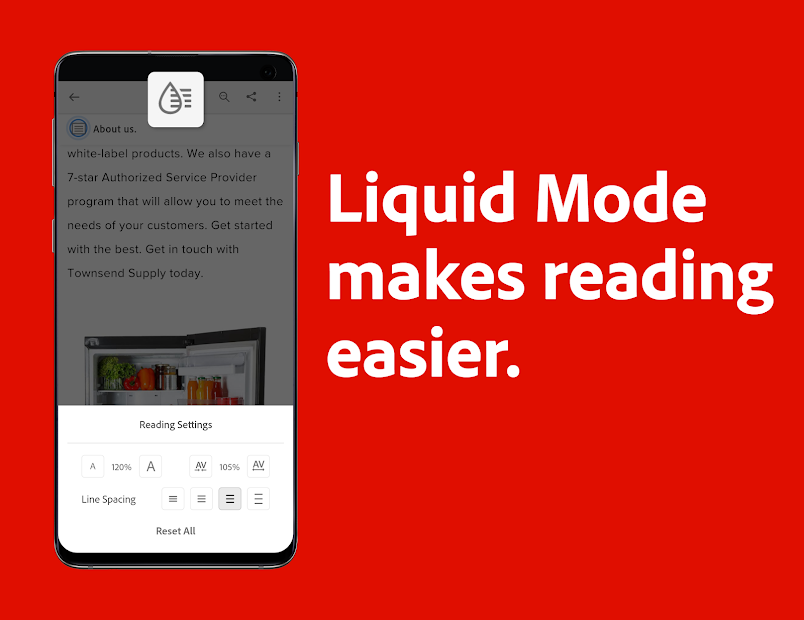 About us.
white-label products. We also have a
7-star Authorized Service Provider
program that will allow you to meet the
needs of your customers. Get started
with the best. Get in touch with
Townsend Supply today.
Reading Settings
A 120% A AV 105% AV
Line Spacing
Reset All
Liquid Mode
makes reading
easier.